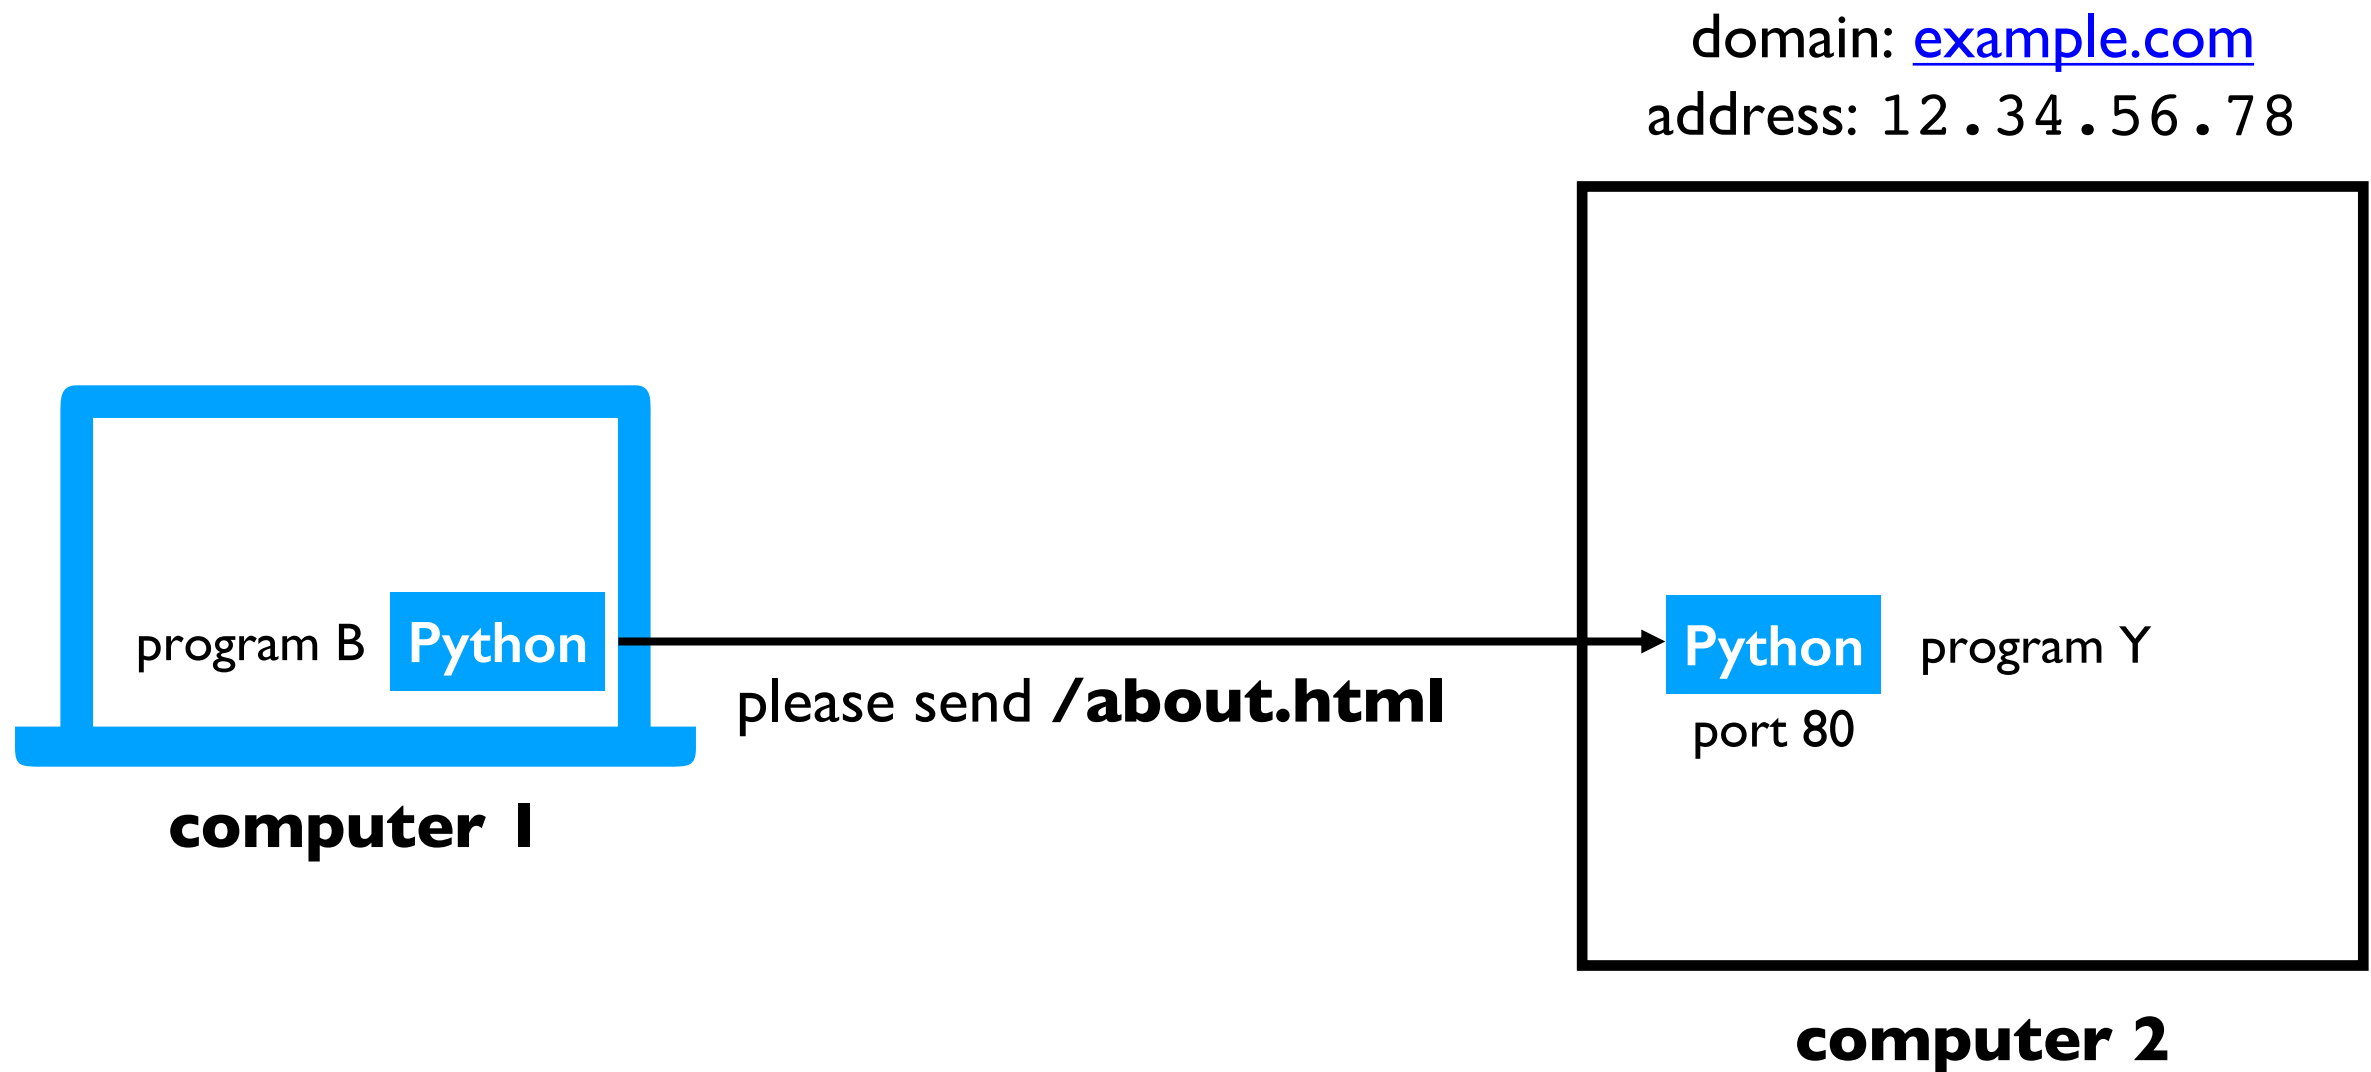 domain: example.com
address: 12.34.56.78
program B Python
please send /about.html
Python program Y
port 80
computer 1
computer 2